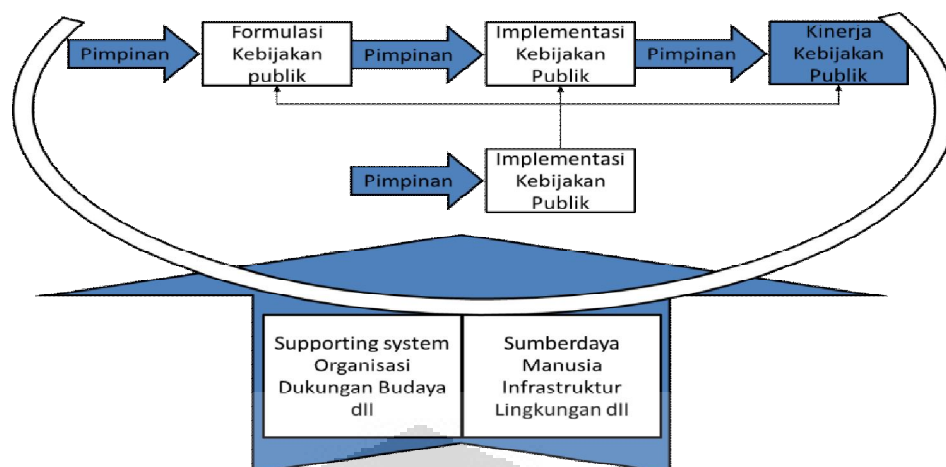 Pimpinan
Formulasi
Kebijakan
publik
Pimpinan
Implementasi
Kebijakan
Publik
Pimpinan
Kinerja
Kebijakan
Publik
Pimpinan
Implementasi
Kebijakan
Publik
Supporting system
Organisasi
Dukungan Budaya
dll
Sumberdaya
Manusia
Infrastruktur
Lingkungan dll